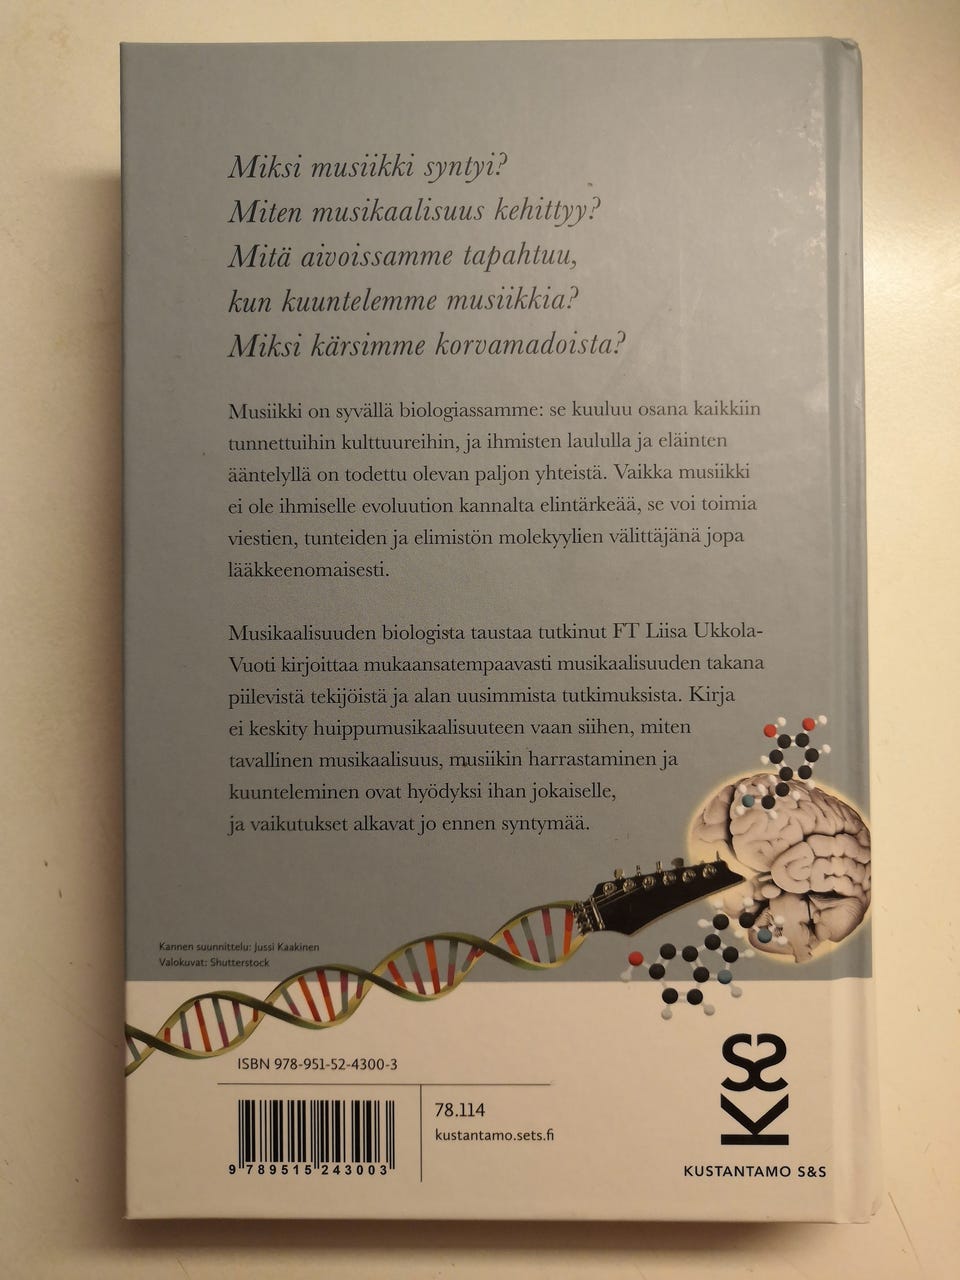 Miksi musiikki syntyi?
Miten musikaalisuus kehittyy?
Mitä aivoissamme tapahtuu,
kun kuuntelemme musiikkia?
Miksi kärsimme korvamadoista?
Musiikki on syvällä biologiassamme: se kuuluu osana kaikkiin
tunnettuihin kulttuureihin, ja ihmisten laululla ja eläinten
ääntelyllä on todettu olevan paljon yhteistä. Vaikka musiikki
ei ole ihmiselle evoluution kannalta elintärkeää, se voi toimia
viestien, tunteiden ja elimistön molekyylien välittäjänä jopa
lääkkeenomaisesti.
Musikaalisuuden biologista taustaa tutkinut FT Liisa Ukkola-
Vuoti kirjoittaa mukaansatempaavasti musikaalisuuden takana
piilevistä tekijöistä ja alan uusimmista tutkimuksista. Kirja
ei keskity huippumusikaalisuuteen vaan siihen, miten
tavallinen musikaalisuus, musiikin harrastaminen ja
kuunteleminen ovat hyödyksi ihan jokaiselle,
ja vaikutukset alkavat jo ennen syntymää.
Kannen suunnittelu: Jussi Kaakinen
Valokuvat: Shutterstock
ISBN 978-951-52-4300-3
9 789515 243003
78.114
kustantamo.sets.fi
K&S
KUSTANTAMO S&S